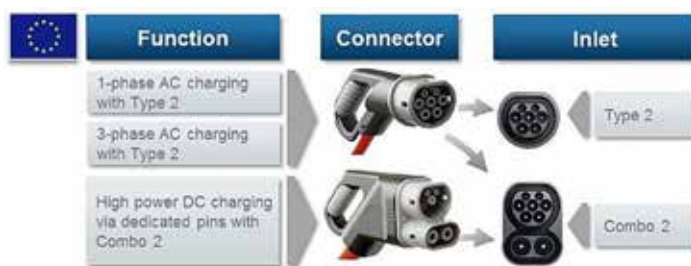 Function
Connector
Inlet
1-phase AC charging
with Type 2
3-phase AC charging
with Type 2
High power DC charging
via dedicated pins with
Combo 2
Type 2
Combo 2